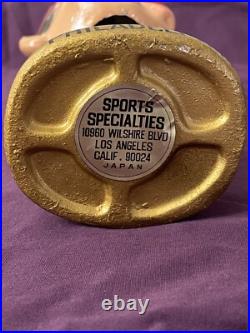 SPORTS
SPECIALTIES
10960 WILSHIRE BLVD
LOS ANGELES
CALIF. 90024
JAPAN